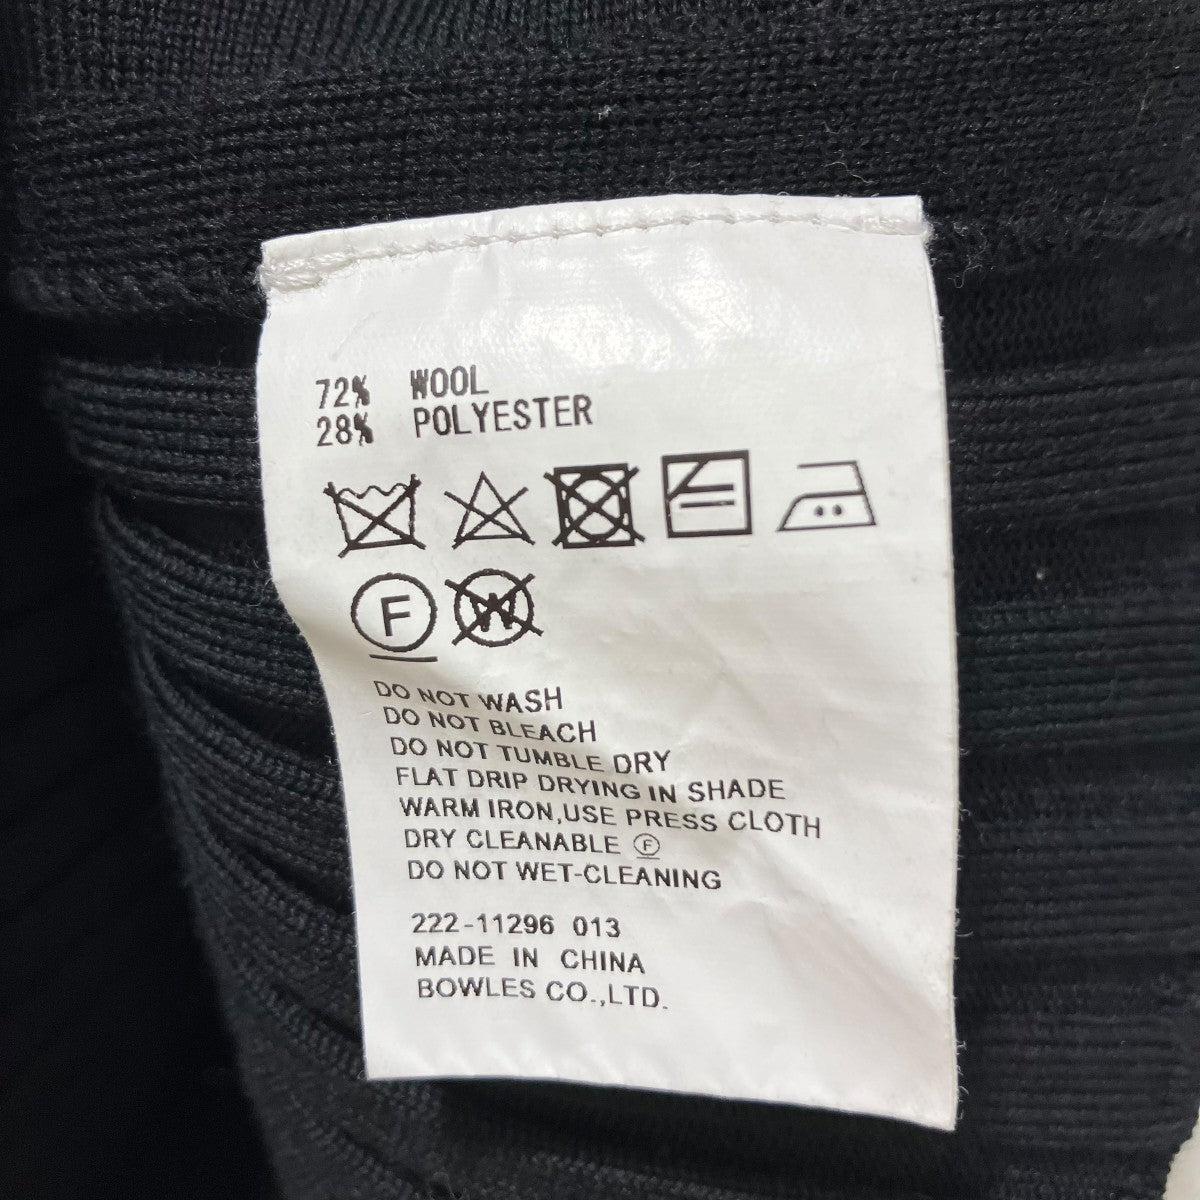 72% WOOL
28% POLYESTER
F W
DO NOT WASH
DO NOT BLEACH
DO NOT TUMBLE DRY
FLAT DRIP DRYING IN SHADE
WARM IRON,USE PRESS CLOTH
DRY CLEANABLE Ⓕ
DO NOT WET-CLEANING
222-11296 013
MADE IN CHINA
BOWLES CO.,LTD.